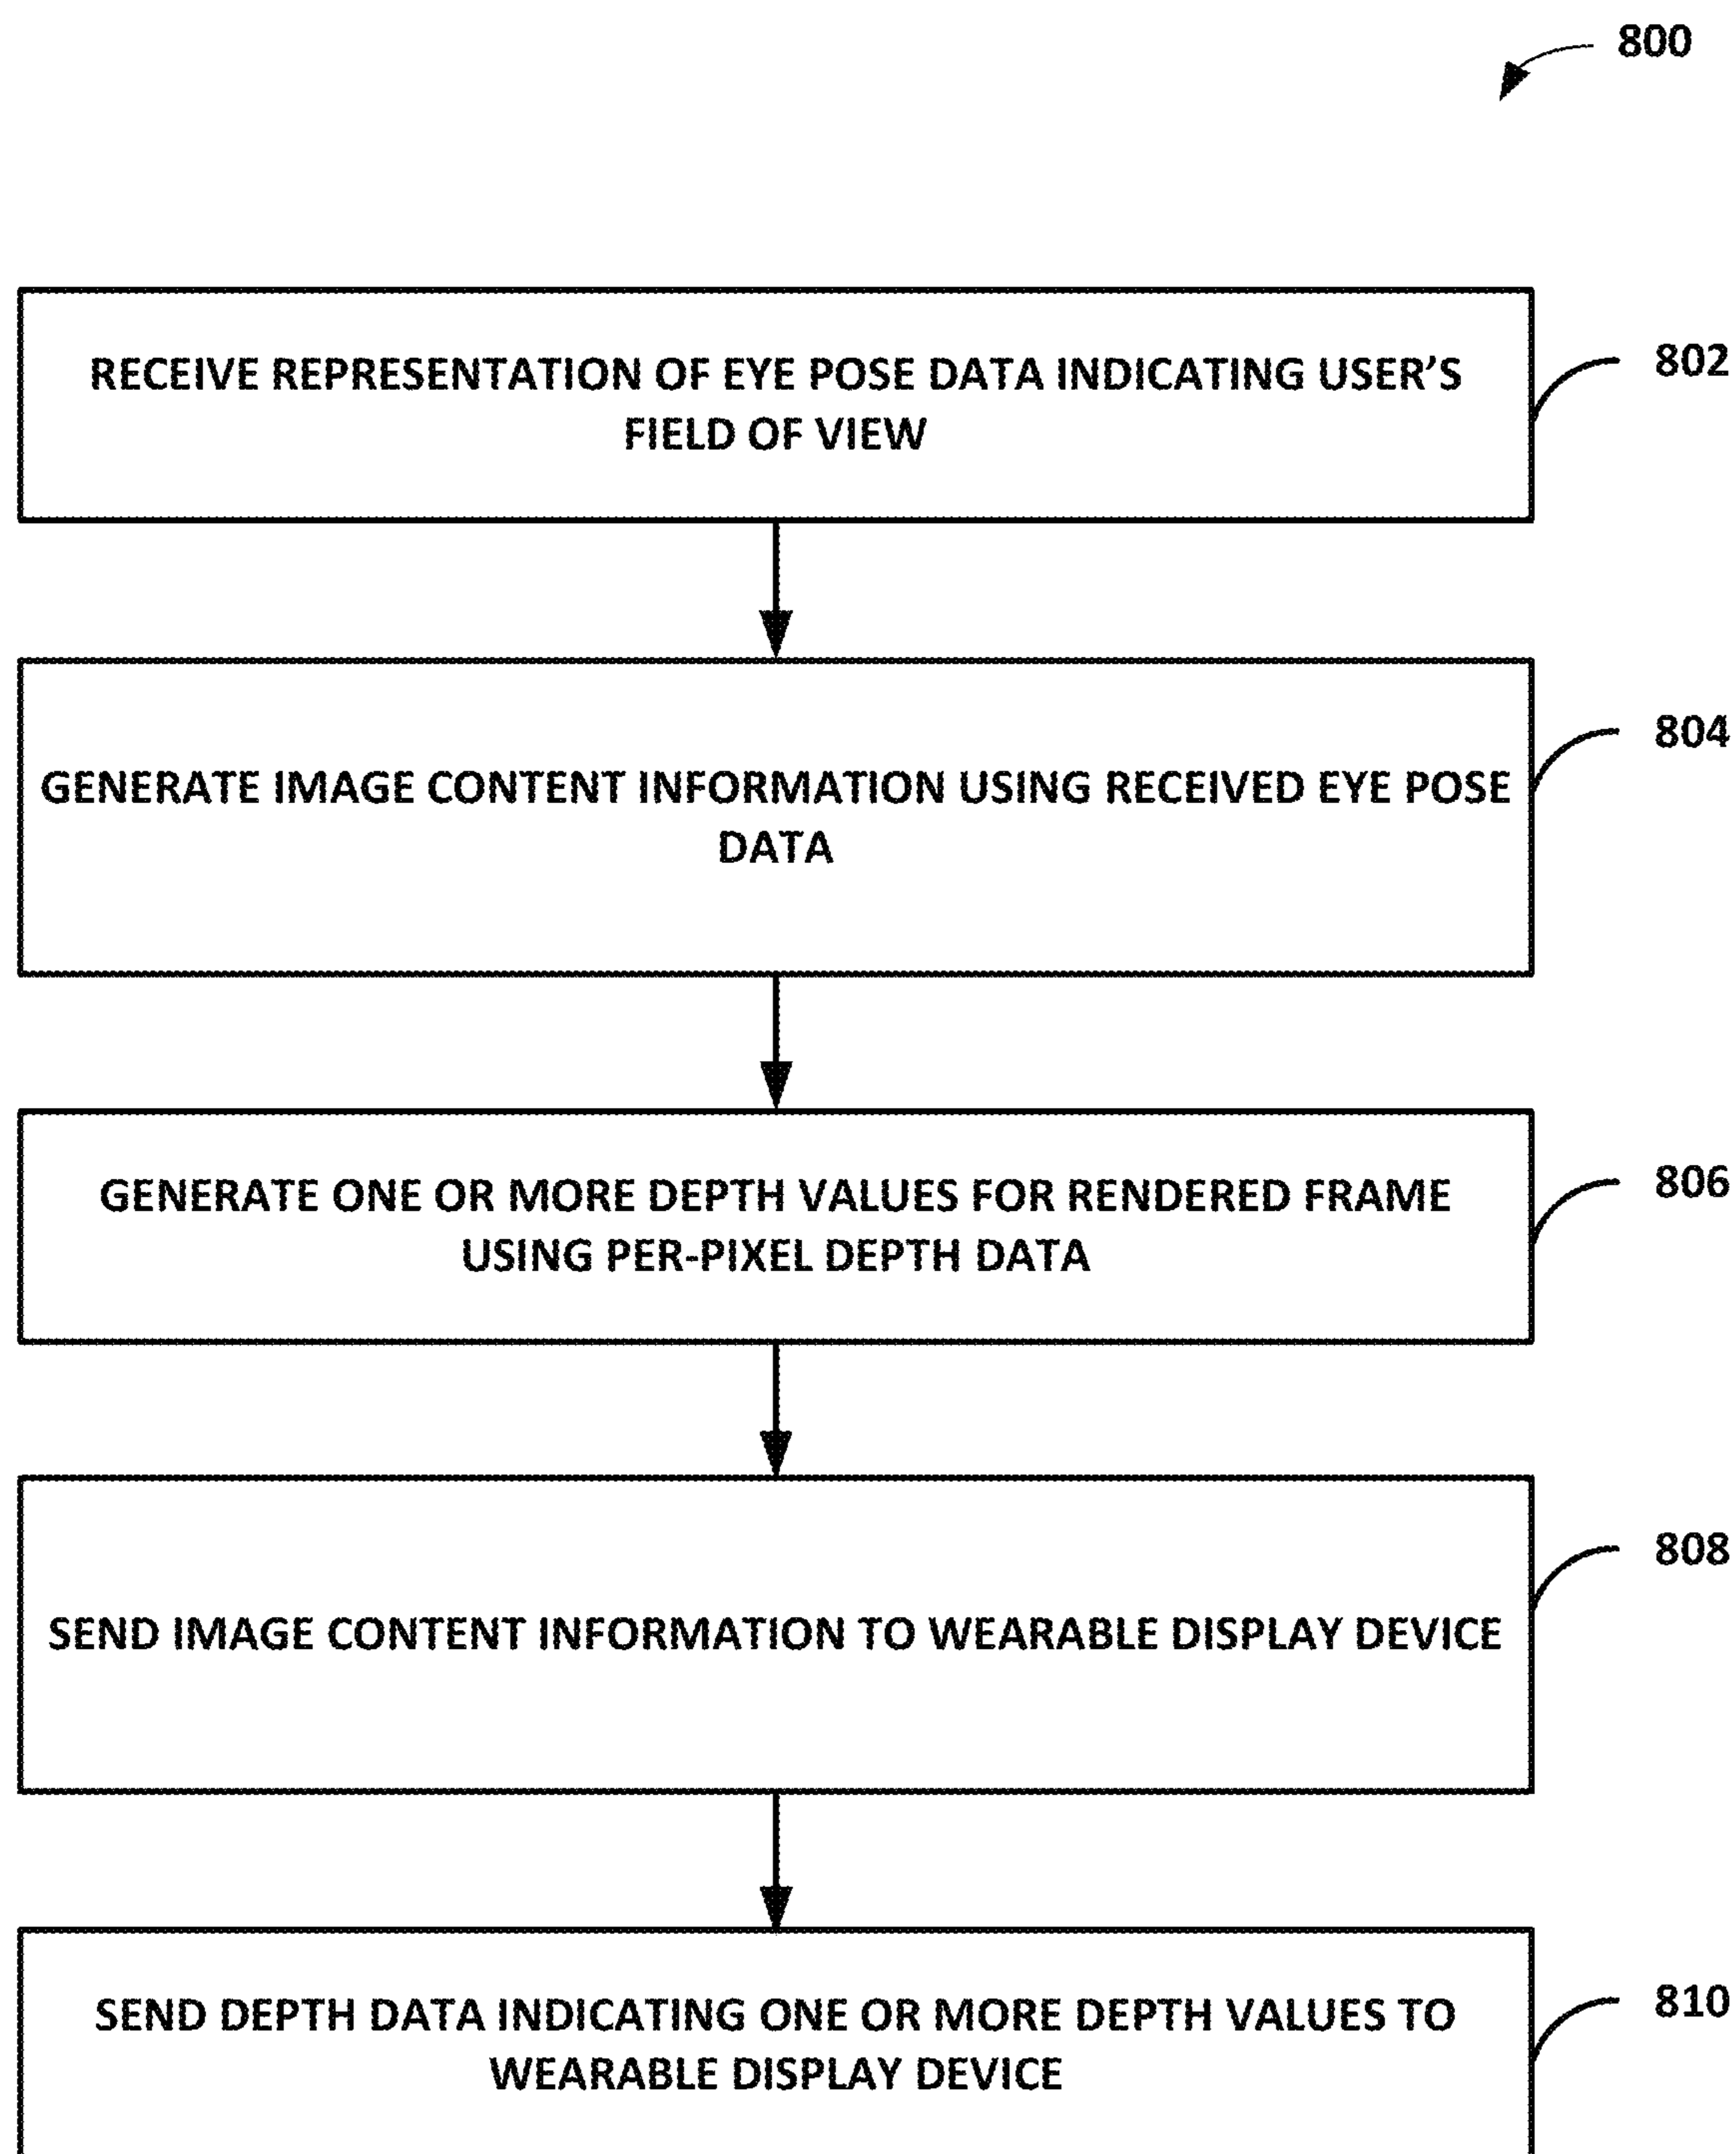 800
RECEIVE REPRESENTATION OF EYE POSE DATA INDICATING USER’S
FIELD OF VIEW
802
GENERATE IMAGE CONTENT INFORMATION USING RECEIVED EYE POSE
DATA
804
GENERATE ONE OR MORE DEPTH VALUES FOR RENDERED FRAME
USING PER-PIXEL DEPTH DATA
806
SEND IMAGE CONTENT INFORMATION TO WEARABLE DISPLAY DEVICE
808
SEND DEPTH DATA INDICATING ONE OR MORE DEPTH VALUES TO
WEARABLE DISPLAY DEVICE
810